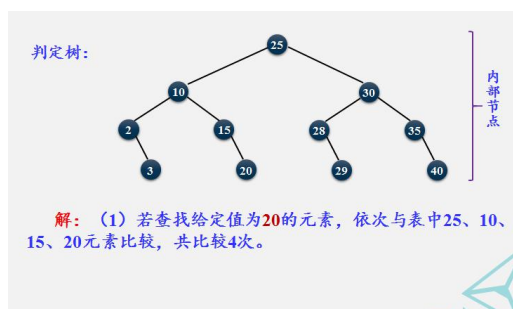 判定树：
25
10 30
2 15 28 35
3 20 29 40
内部节点
解：（1）若查找给定值为20的元素，依次与表中25、10、
15、20元素比较，共比较4次。